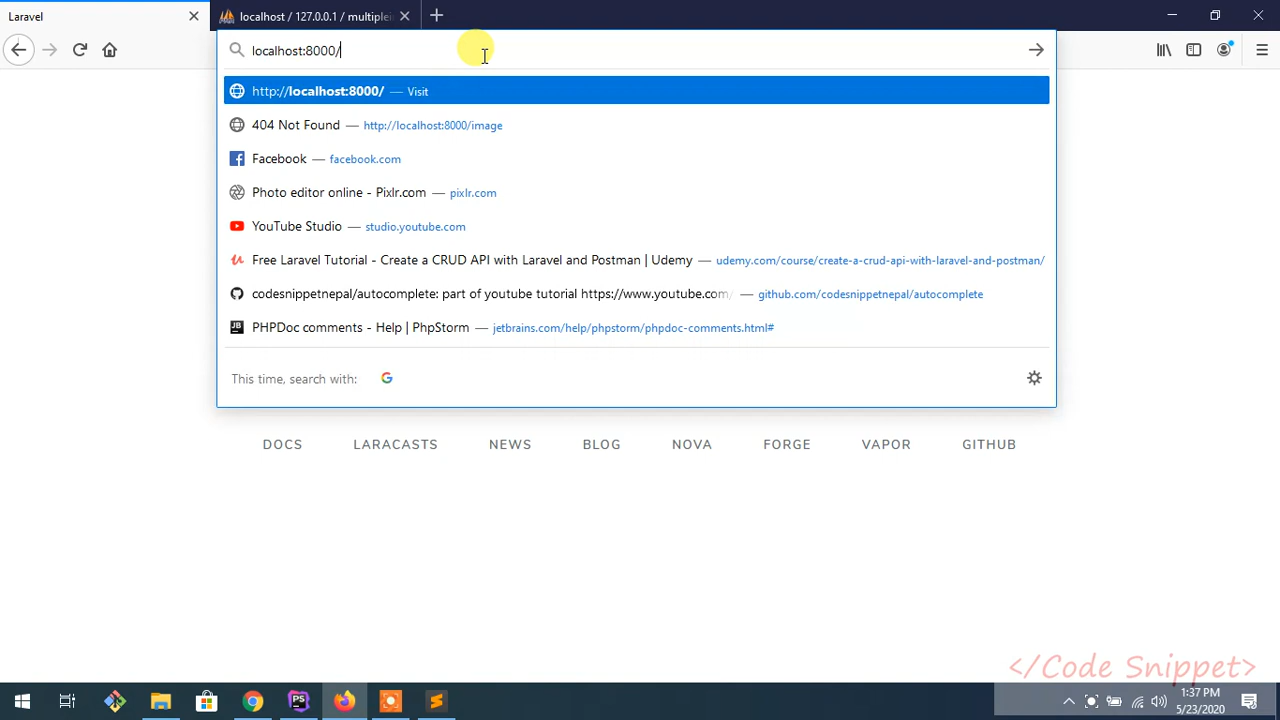 Laravel
localhost / 127.0.0.1 / multiplei
localhost:8000/
http://localhost:8000/ — Visit
404 Not Found — http://localhost:8000/image
Facebook — facebook.com
Photo editor online - Pixlr.com — pixlr.com
YouTube Studio — studio.youtube.com
Free Laravel Tutorial - Create a CRUD API with Laravel and Postman | Udemy — udemy.com/course/create-a-crud-api-with-laravel-and-postman/
codesnippetnepal/autocomplete: part of youtube tutorial https://www.youtube.com/ — github.com/codesnippetnepal/autocomplete
PHPDoc comments - Help | PhpStorm — jetbrains.com/help/phpstorm/phpdoc-comments.html#
This time, search with:
DOCS LARACASTS NEWS BLOG NOVA FORGE VAPOR GITHUB
</Code Snippet>
1:37 PM
5/23/2020